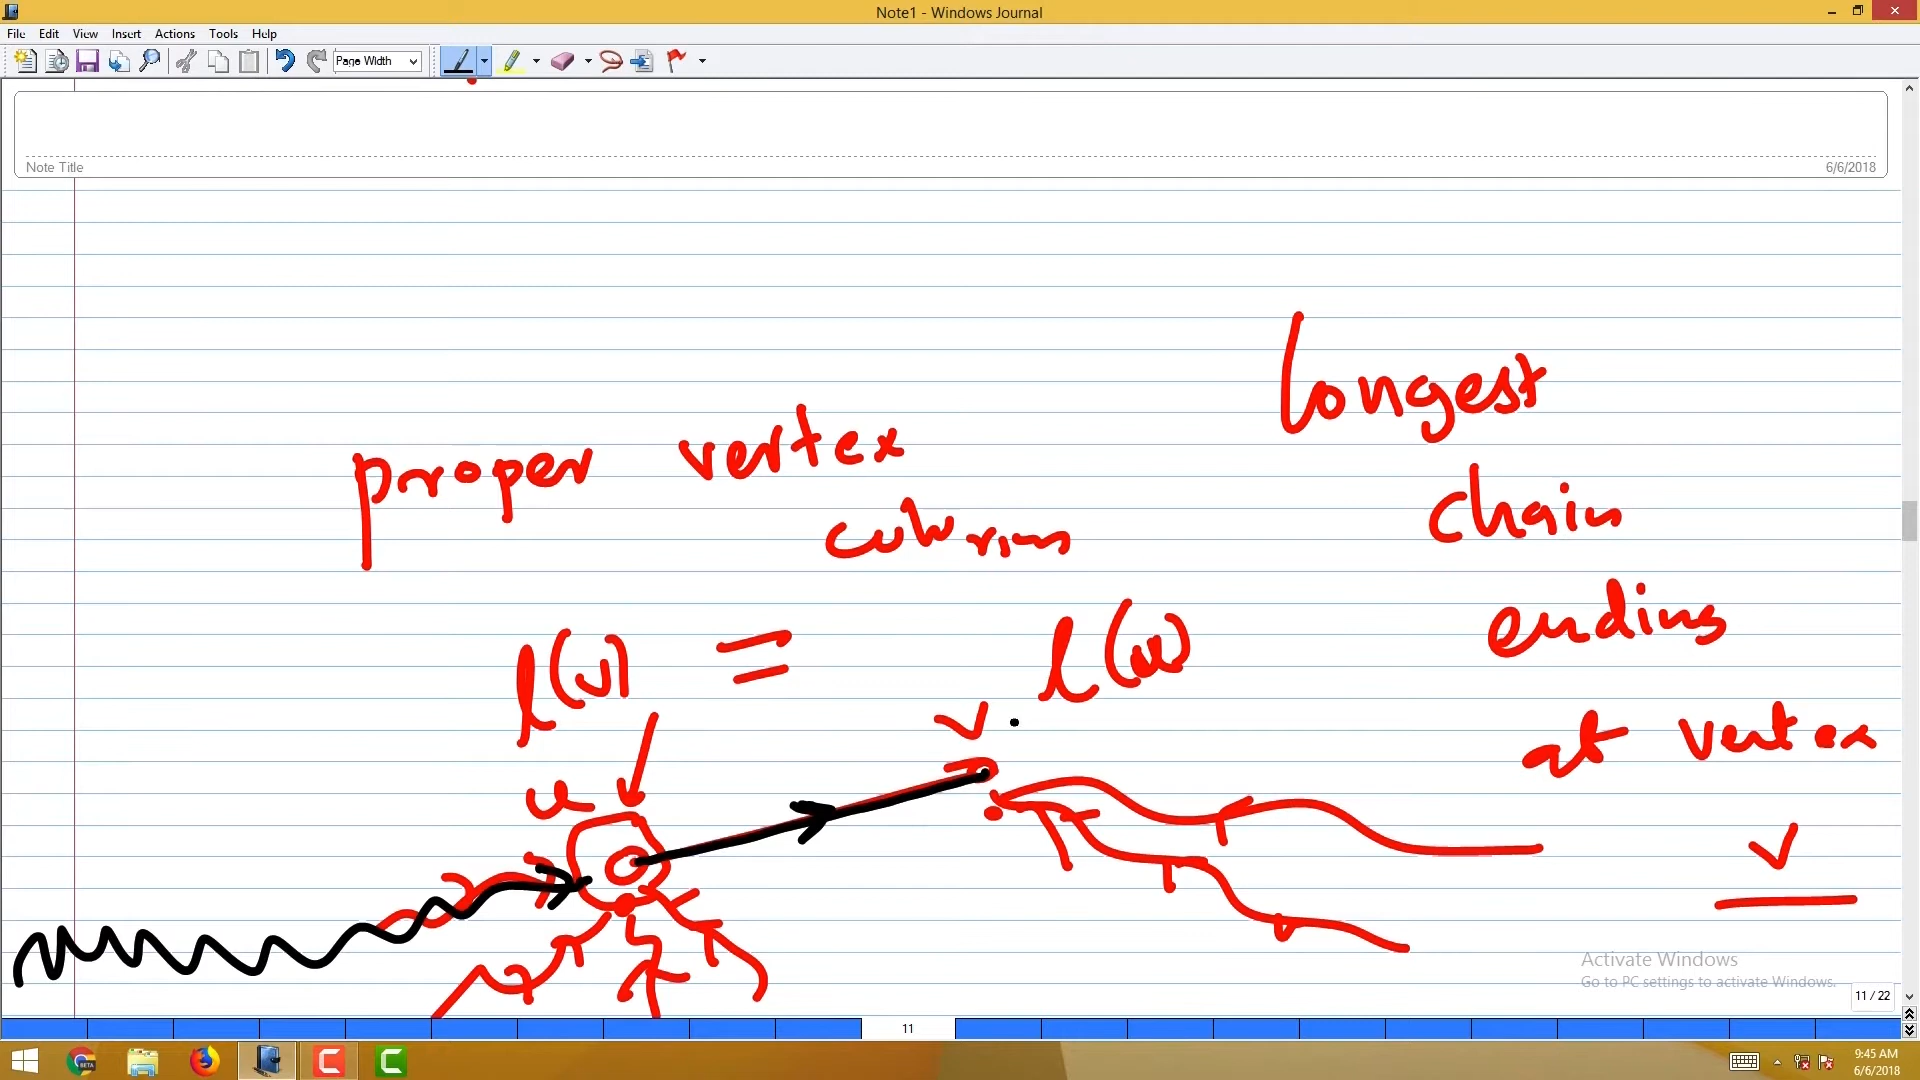 Note1 - Windows Journal
File Edit View Insert Actions Tools Help
Page Width
Note Title
6/6/2018
proper vertex
Longest
chain
ending
at vertex
v
l(v) =
v
u
Activate Windows
Go to PC settings to activate Windows.
11 / 22
11
BETA
9:45 AM
6/6/2018